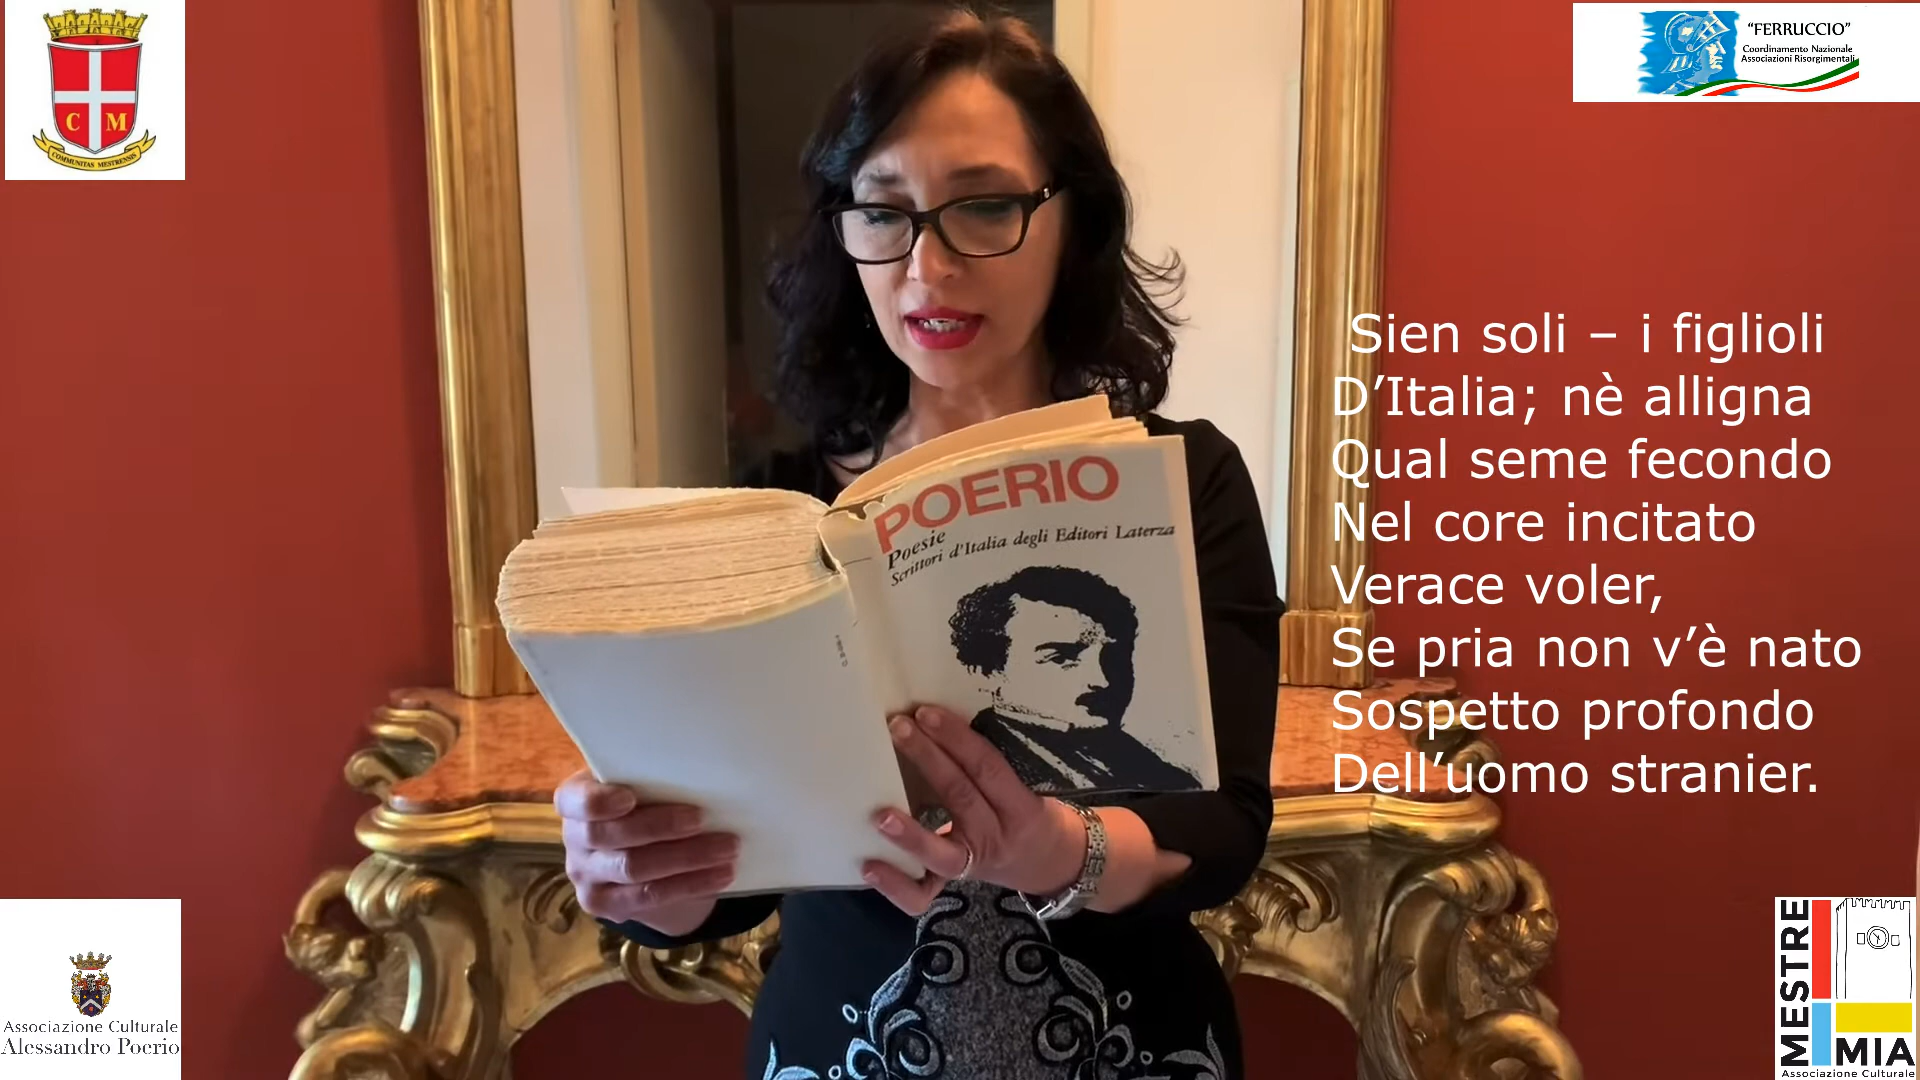 C M
COMMUNITAS MESTRENSIS
“FERRUCCIO”
Coordinamento Nazionale
Associazioni Risorgimentali
POERIO
Poesie
Scrittori d'Italia degli Editori Laterza
Sien soli – i figlioli
D’Italia; nè alligna
Qual seme fecondo
Nel core incitato
Verace voler,
Se pria non v’è nato
Sospetto profondo
Dell’uomo stranier.
Associazione Culturale
Alessandro Poerio
MESTRE
MIA
Associazione Culturale